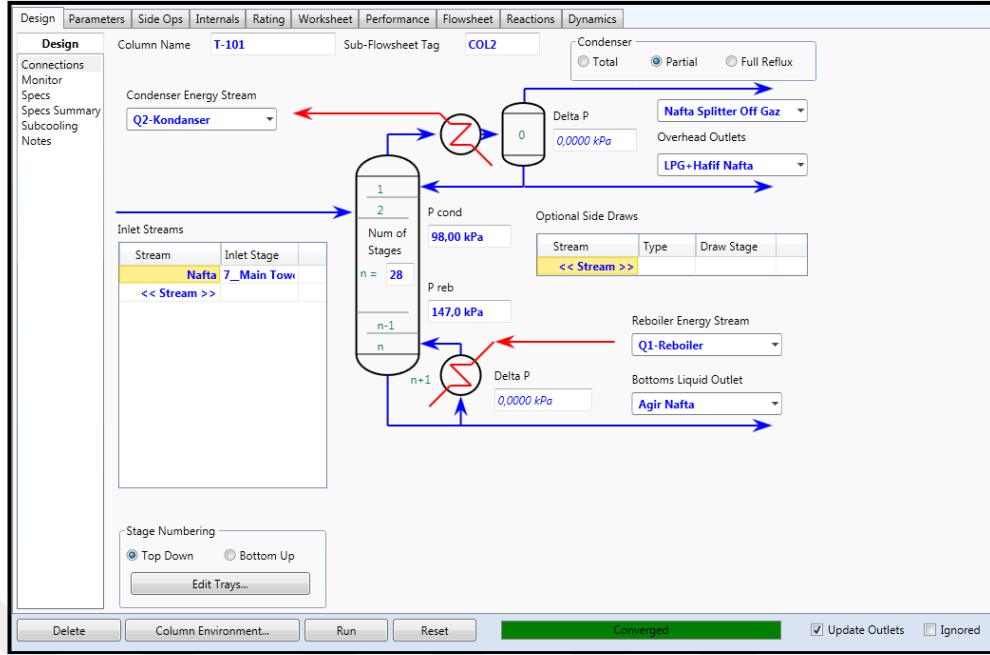 Design Parameters Side Ops Internals Rating Worksheet Performance Flowsheet Reactions Dynamics
Design
Connections
Monitor
Specs
Specs Summary
Subcooling
Notes
Column Name T-101 Sub-Flowsheet Tag COL2
Condenser
Total Partial Full Reflux
Condenser Energy Stream
Q2-Kondanser
0
Delta P
0,0000 kPa
Nafta Splitter Off Gaz
Overhead Outlets
LPG+Hafif Nafta
1
2
Num of
Stages
n = 28
n-1
n
n+1
P cond
98,00 kPa
P reb
147,0 kPa
Delta P
0,0000 kPa
Inlet Streams
Stream Inlet Stage
Nafta 7__Main Towe
<< Stream >>
Optional Side Draws
Stream Type Draw Stage
<< Stream >>
Reboiler Energy Stream
Q1-Reboiler
Bottoms Liquid Outlet
Agir Nafta
Stage Numbering
Top Down Bottom Up
Edit Trays...
Delete Column Environment... Run Reset Converged Update Outlets Ignored